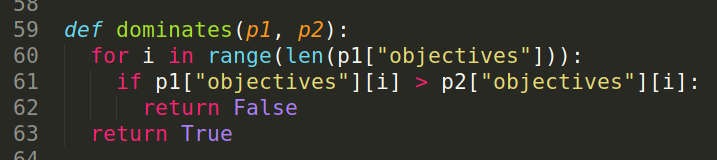 58
59 def dominates(p1, p2):
60   for i in range(len(p1["objectives"])):
61     if p1["objectives"][i] > p2["objectives"][i]:
62       return False
63   return True
64